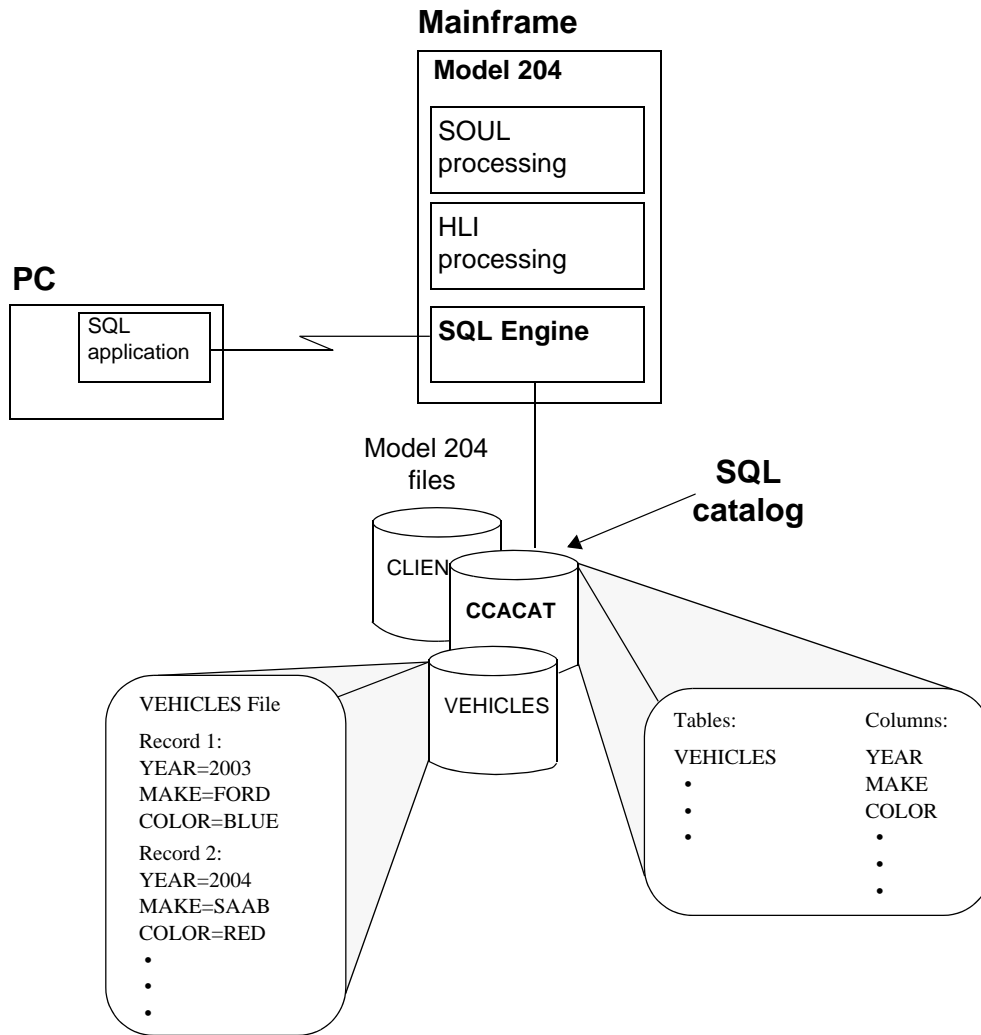 Mainframe
Model 204
SOUL
processing
HLI
processing
PC
SQL
application
SQL Engine
Model 204
files
SQL
catalog
CLIEN
CCACAT
VEHICLES
VEHICLES File
Record 1:
YEAR=2003
MAKE=FORD
COLOR=BLUE
Record 2:
YEAR=2004
MAKE=SAAB
COLOR=RED
Tables:
VEHICLES
Columns:
YEAR
MAKE
COLOR